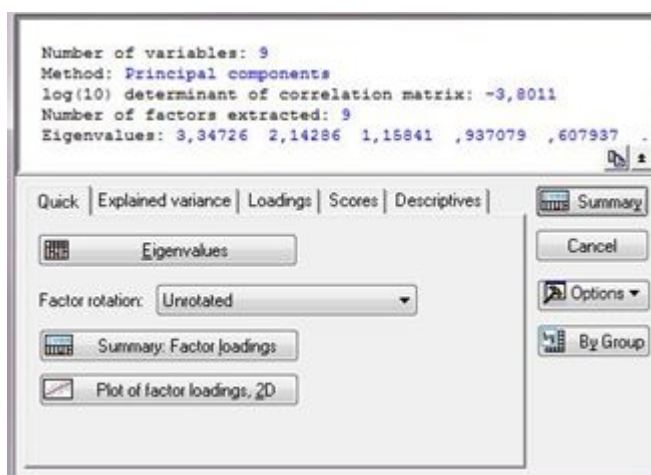 Number of variables: 9
Method: Principal components
log(10) determinant of correlation matrix: -3,8011
Number of factors extracted: 9
Eigenvalues: 3,34726 2,14286 1,15841 ,937079 ,607937 .
Quick Explained variance Loadings Scores Descriptives
Summary
Eigenvalues
Cancel
Factor rotation: Unrotated
Options
Summary: Factor loadings
By Group
Plot of factor loadings, 2D